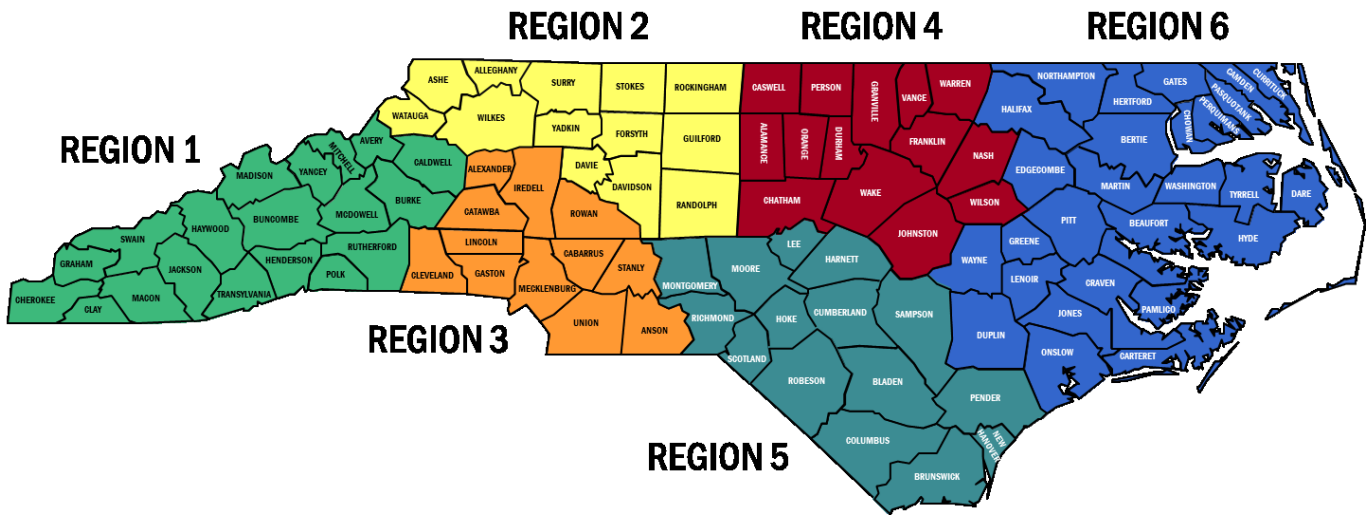 REGION 2
REGION 4
REGION 6
REGION 1
REGION 3
REGION 5
ASHE
ALLEGHANY
SURRY
STOKES
ROCKINGHAM
WATAUGA
WILKES
YADKIN
FORSYTH
GUILFORD
DAVIE
DAVIDSON
RANDOLPH
CASWELL
PERSON
GRANVILLE
VANCE
WARREN
ALAMANCE
ORANGE
DURHAM
FRANKLIN
NASH
WAKE
CHATHAM
WILSON
JOHNSTON
NORTHAMPTON
GATES
CAMDEN
CURRITUCK
PASQUOTANK
PERQUIMANS
CHOWAN
HERTFORD
HALIFAX
BERTIE
EDGECOMBE
MARTIN
WASHINGTON
TYRRELL
DARE
PITT
BEAUFORT
HYDE
GREENE
WAYNE
LENOIR
CRAVEN
PAMLICO
JONES
DUPLIN
ONSLOW
CARTERET
AVERY
MITCHELL
CALDWELL
YANCEY
MADISON
BURKE
MCDOWELL
BUNCOMBE
HAYWOOD
SWAIN
RUTHERFORD
HENDERSON
POLK
GRAHAM
JACKSON
TRANSYLVANIA
MACON
CHEROKEE
CLAY
ALEXANDER
IREDELL
CATAWBA
ROWAN
LINCOLN
CABARRUS
STANLY
CLEVELAND
GASTON
MECKLENBURG
UNION
ANSON
LEE
MOORE
HARNETT
MONTGOMERY
RICHMOND
HOKE
CUMBERLAND
SAMPSON
SCOTLAND
ROBESON
BLADEN
PENDER
COLUMBUS
NEW
HANOVER
BRUNSWICK